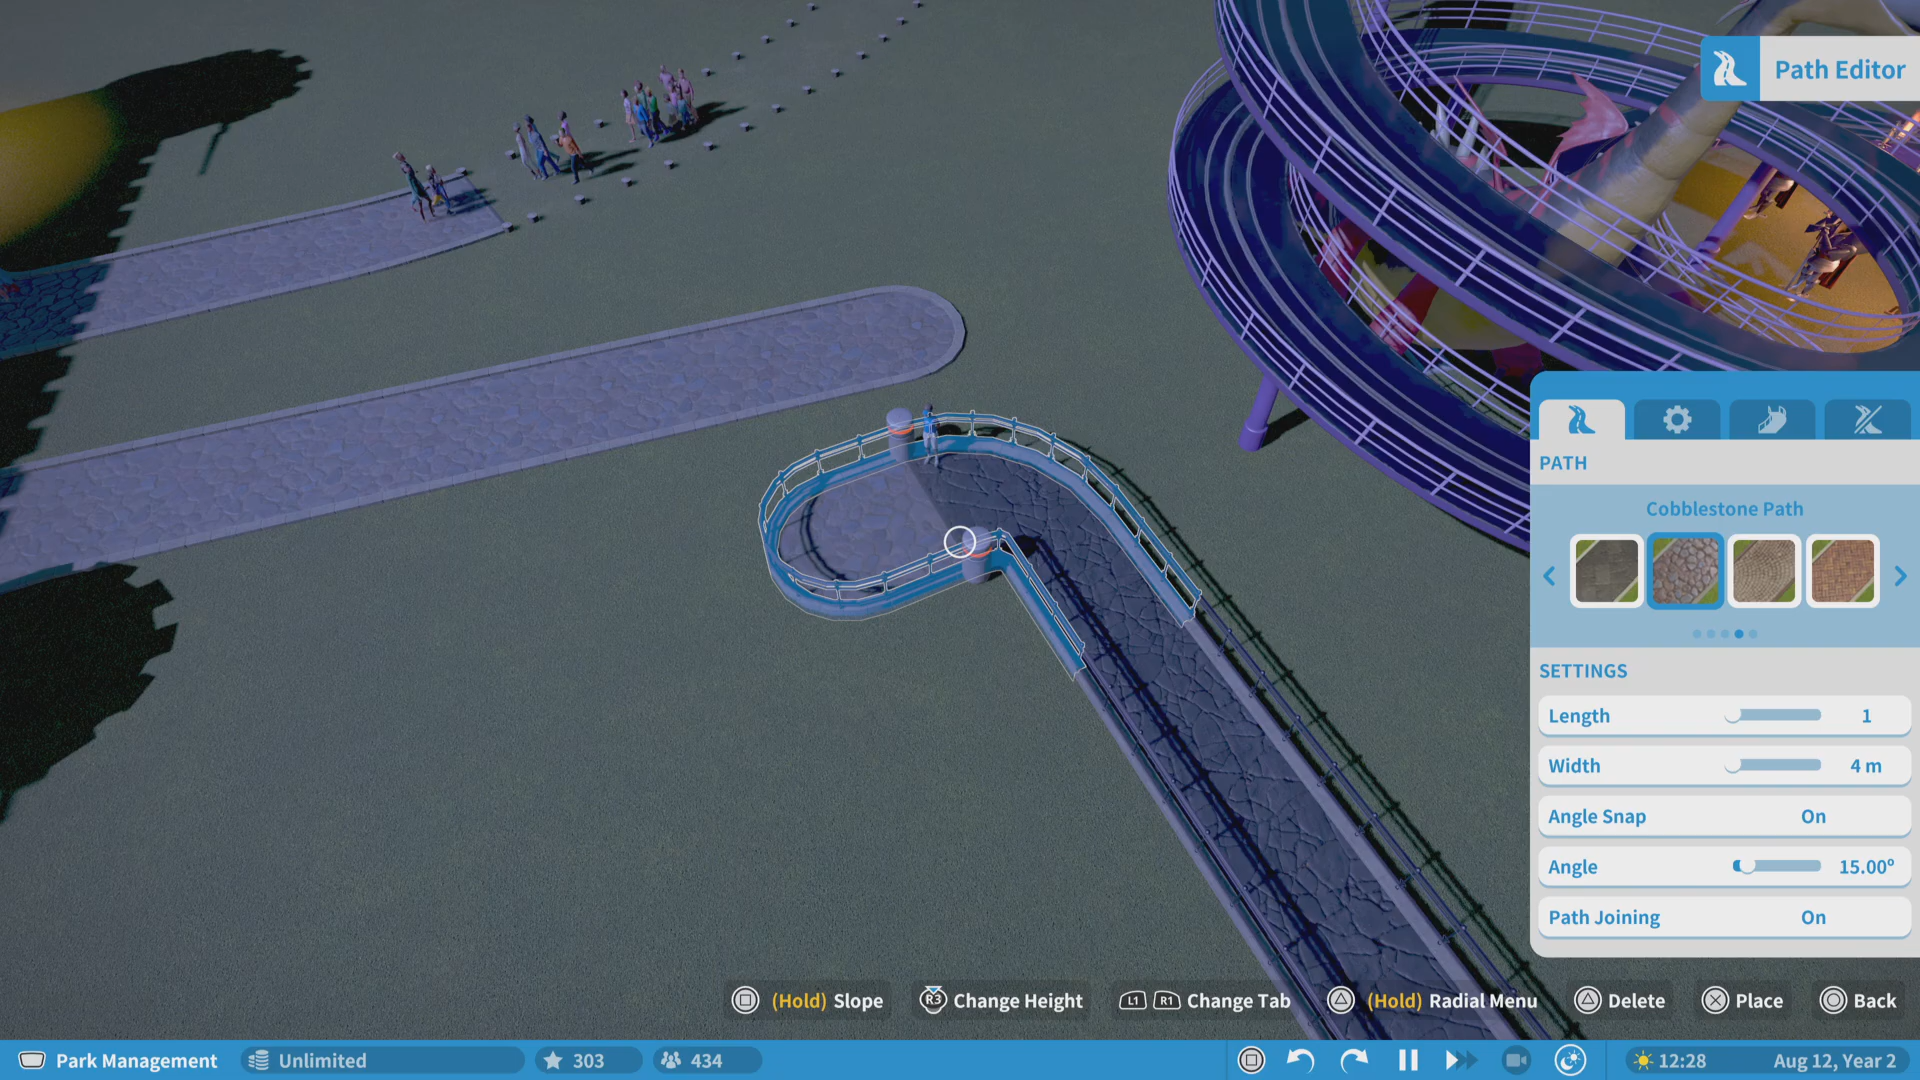 Path Editor
PATH
Cobblestone Path
SETTINGS
Length 1
Width 4 m
Angle Snap On
Angle 15.00°
Path Joining On
(Hold) Slope R3 Change Height L1 R1 Change Tab (Hold) Radial Menu Delete Place Back
Park Management Unlimited 303 434 12:28 Aug 12, Year 2